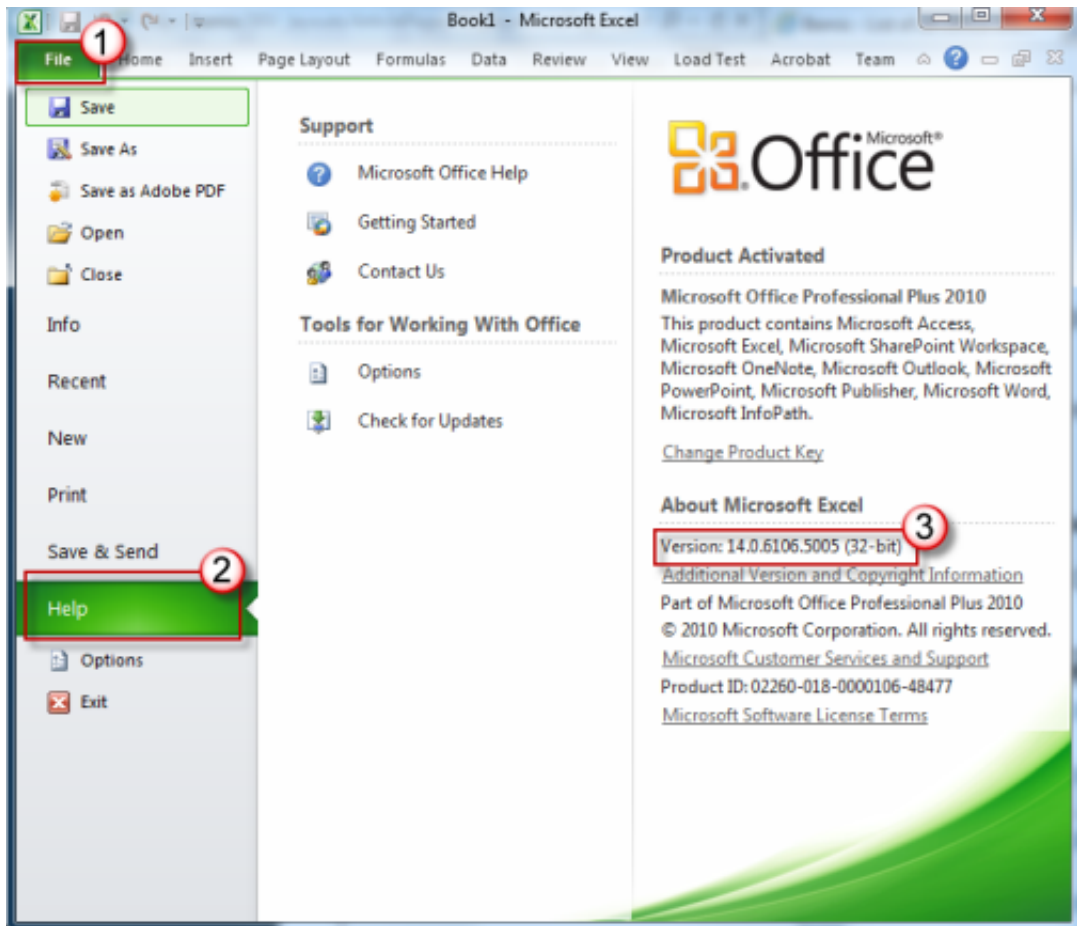 Book1 - Microsoft Excel
1
File Home Insert Page Layout Formulas Data Review View Load Test Acrobat Team
Save
Save As
Save as Adobe PDF
Open
Close
Info
Recent
New
Print
Save & Send
2
Help
Options
Exit
Support
Microsoft Office Help
Getting Started
Contact Us
Tools for Working With Office
Options
Check for Updates
Microsoft®
Office
Product Activated
Microsoft Office Professional Plus 2010
This product contains Microsoft Access,
Microsoft Excel, Microsoft SharePoint Workspace,
Microsoft OneNote, Microsoft Outlook, Microsoft
PowerPoint, Microsoft Publisher, Microsoft Word,
Microsoft InfoPath.
Change Product Key
About Microsoft Excel
3
Version: 14.0.6106.5005 (32-bit)
Additional Version and Copyright Information
Part of Microsoft Office Professional Plus 2010
© 2010 Microsoft Corporation. All rights reserved.
Microsoft Customer Services and Support
Product ID: 02260-018-0000106-48477
Microsoft Software License Terms